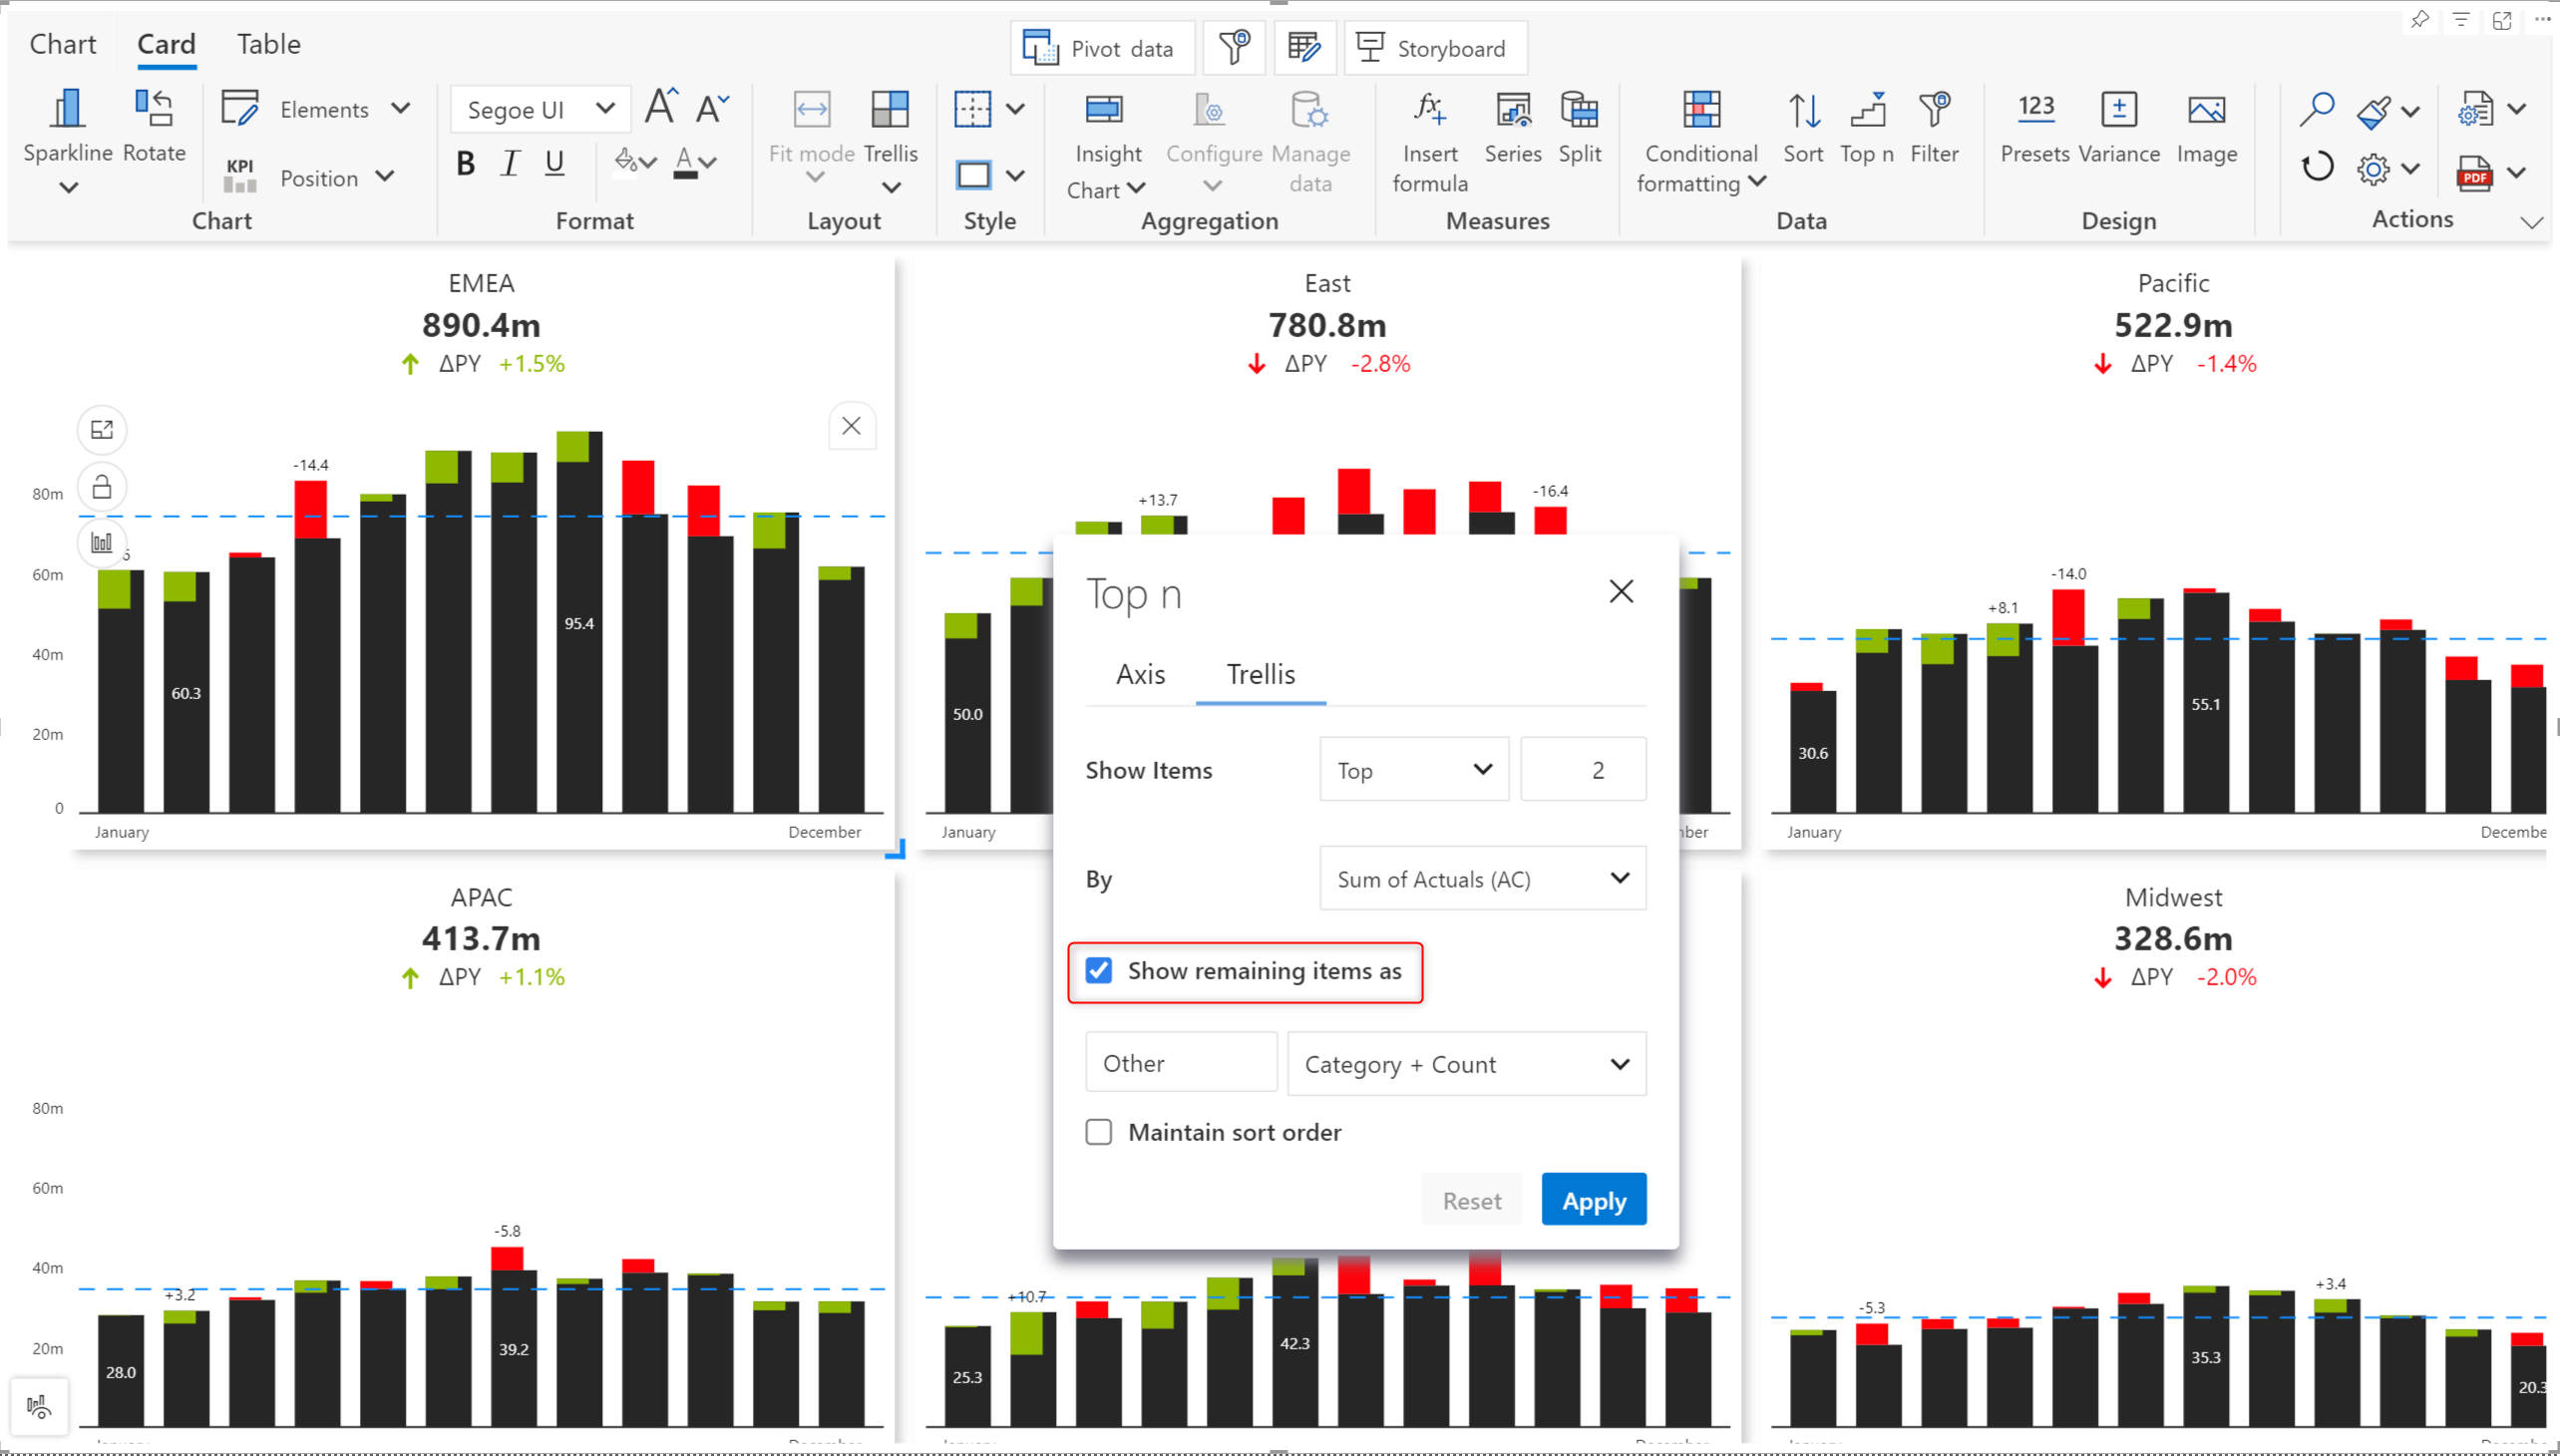 Chart Card Table
Pivot data Storyboard
Sparkline Rotate Elements Position KPI
Chart
Segoe UI A A
B I U A
Format
Fit mode Trellis
Layout
Style
Insight Chart Configure Manage data
Aggregation
fx Insert formula Series Split
Measures
Conditional formatting Sort Top n Filter
Data
123 Presets Variance Image
Design
PDF
Actions
EMEA
890.4m
ΔPY +1.5%
-14.4
80m
60m
40m
20m
0
60.3
95.4
January December
East
780.8m
ΔPY -2.8%
+13.7
-16.4
50.0
January
Pacific
522.9m
ΔPY -1.4%
+8.1
-14.0
30.6
55.1
January Decembe
Top n
Axis Trellis
Show Items Top 2
By Sum of Actuals (AC)
Show remaining items as
Other Category + Count
Maintain sort order
Reset Apply
APAC
413.7m
ΔPY +1.1%
80m
60m
40m
20m
+3.2
-5.8
28.0
39.2
+10.7
25.3
42.3
Midwest
328.6m
ΔPY -2.0%
-5.3
+3.4
35.3
20.3